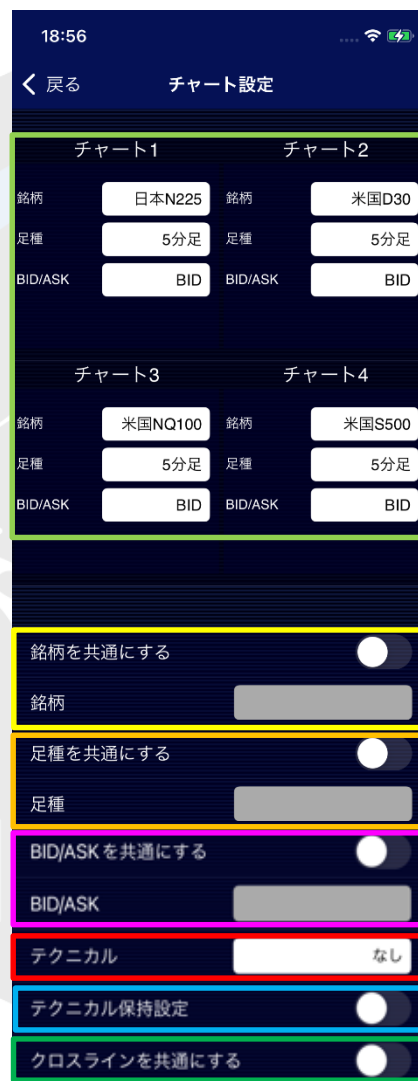 18:56
戻る チャート設定
チャート1 チャート2
銘柄 日本N225 銘柄 米国D30
足種 5分足 足種 5分足
BID/ASK BID BID/ASK BID
チャート3 チャート4
銘柄 米国NQ100 銘柄 米国S500
足種 5分足 足種 5分足
BID/ASK BID BID/ASK BID
銘柄を共通にする
銘柄
足種を共通にする
足種
BID/ASKを共通にする
BID/ASK
テクニカル なし
テクニカル保持設定
クロスラインを共通にする